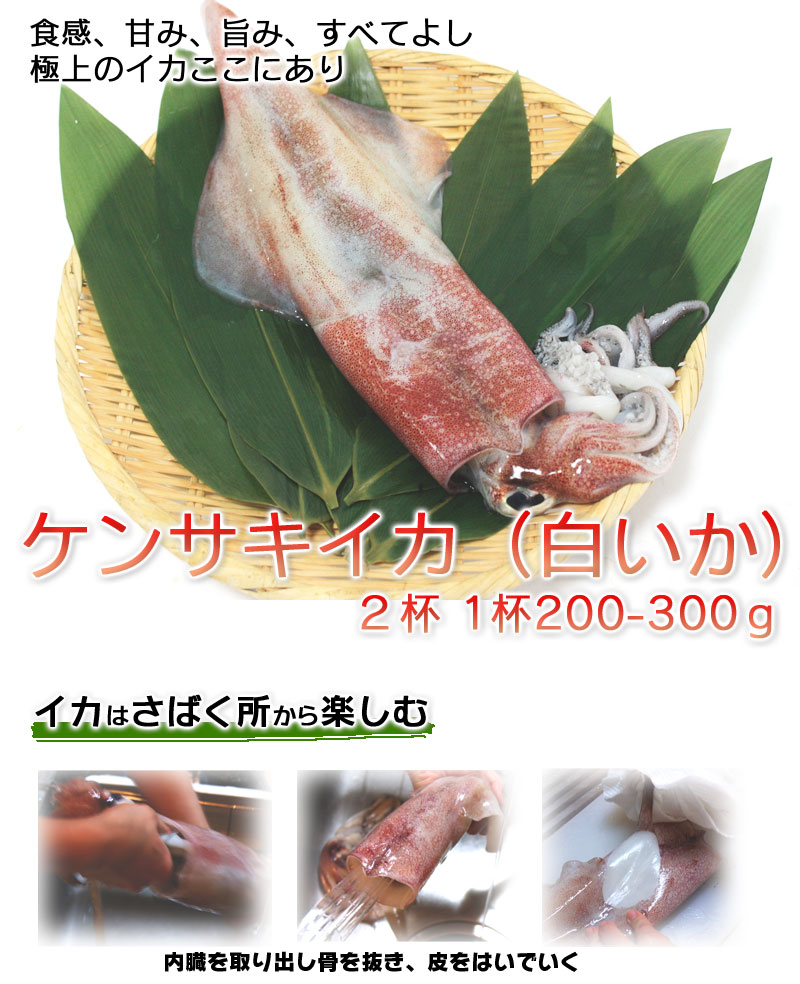 食感、甘み、旨み、すべてよし
極上のイカここにあり
ケンサキイカ（白いか）
２杯 1杯200-300ｇ
イカはさばく所から楽しむ
内臓を取り出し骨を抜き、皮をはいでいく